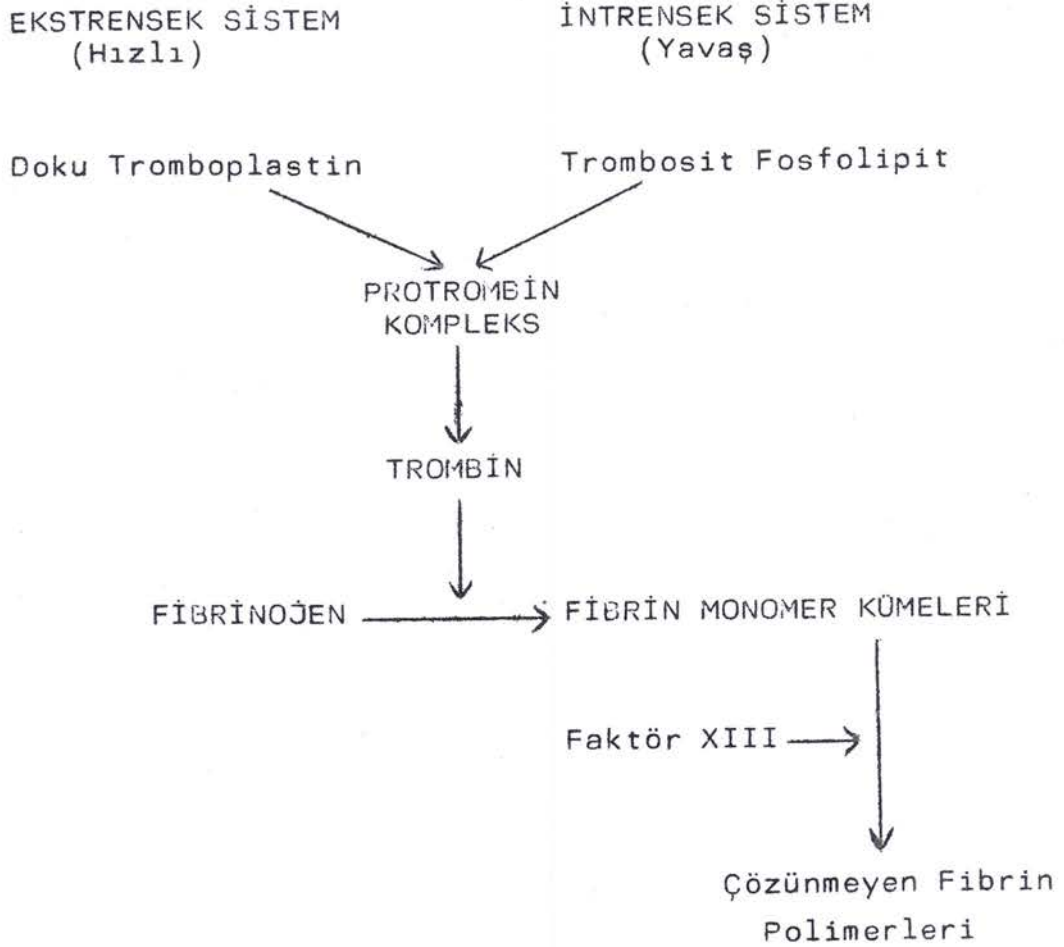 EKSTRENSEK SİSTEM
(Hızlı)
İNTRENSEK SİSTEM
(Yavaş)
Doku Tromboplastin
Trombosit Fosfolipit
PROTROMBİN
KOMPLEKS
TROMBİN
FİBRİNOJEN
FİBRİN MONOMER KÜMELERİ
Faktör XIII
Çözünmeyen Fibrin
Polimerleri